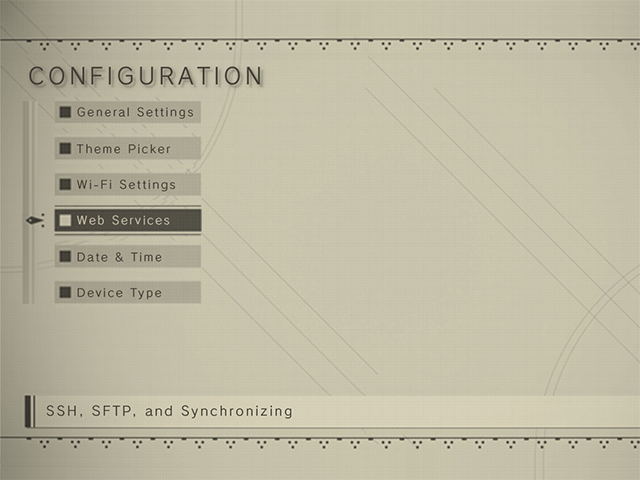 CONFIGURATION
General Settings
Theme Picker
Wi-Fi Settings
Web Services
Date & Time
Device Type
SSH, SFTP, and Synchronizing